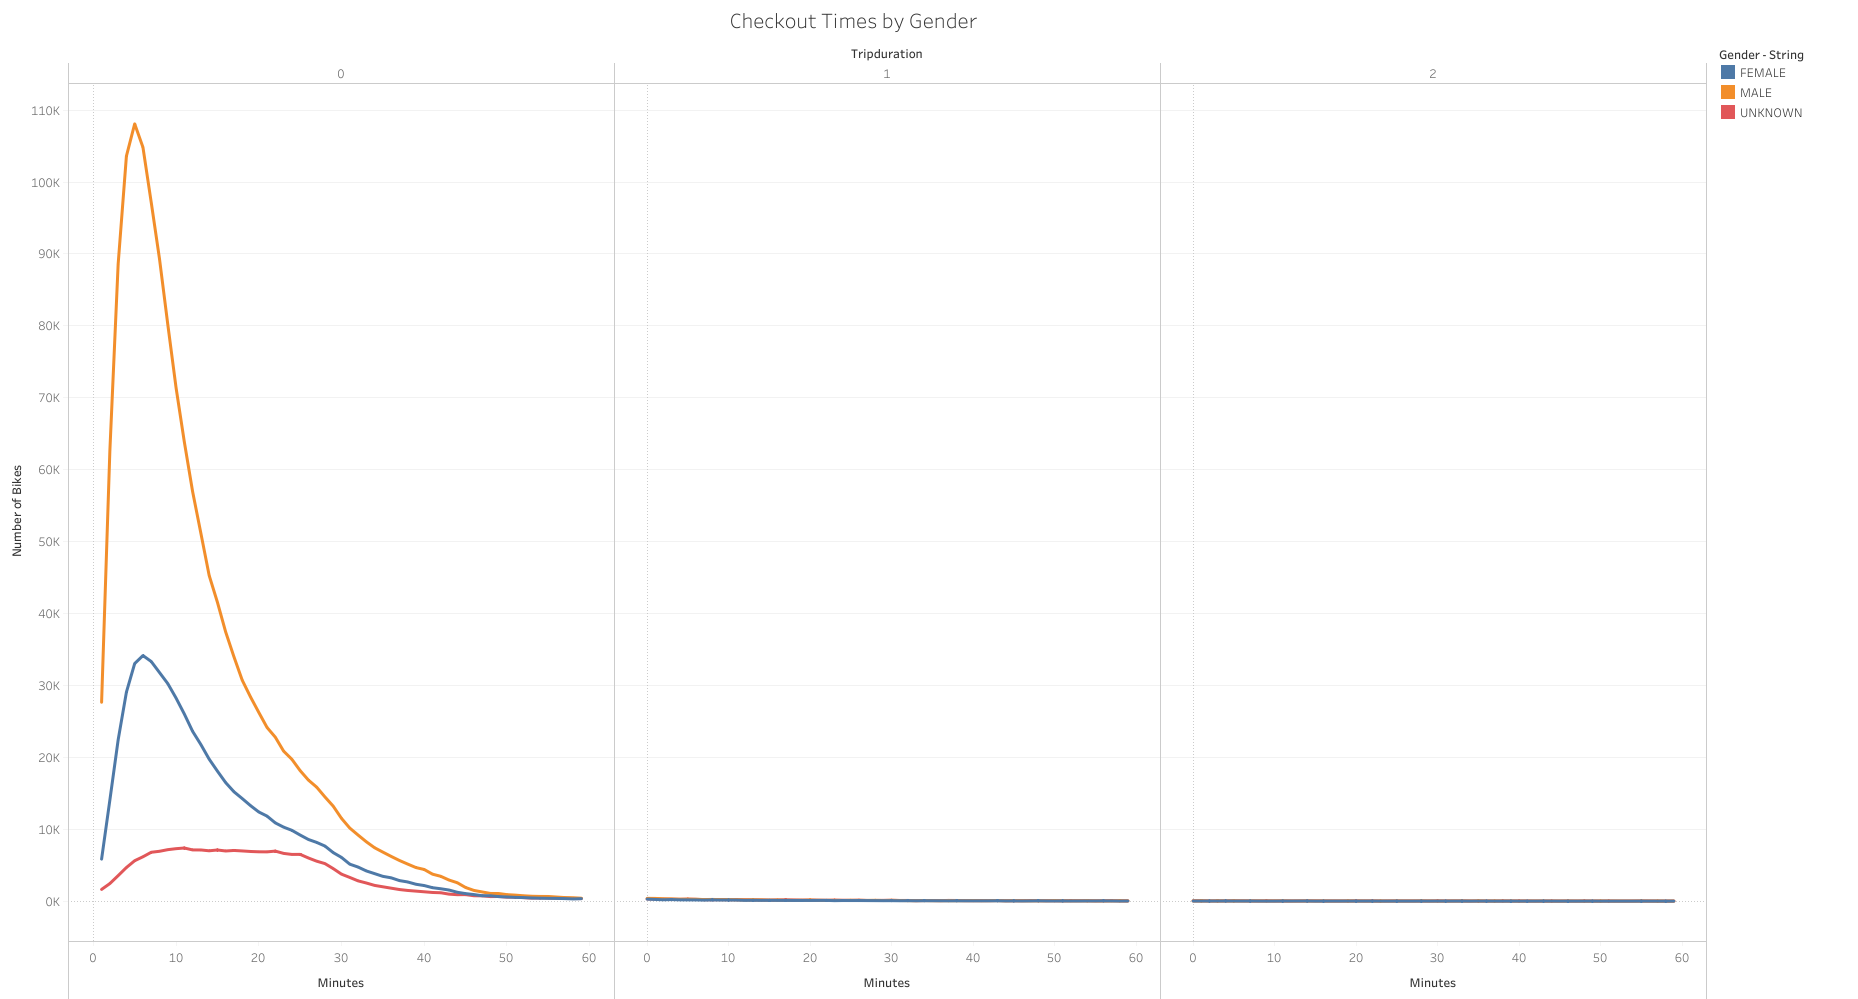 Checkout Times by Gender
Tripduration
0 1 2
Gender - String
FEMALE
MALE
UNKNOWN
110K
100K
90K
80K
70K
60K
50K
40K
30K
20K
10K
0K
Number of Bikes
0 10 20 30 40 50 60 0 10 20 30 40 50 60 0 10 20 30 40 50 60
Minutes Minutes Minutes